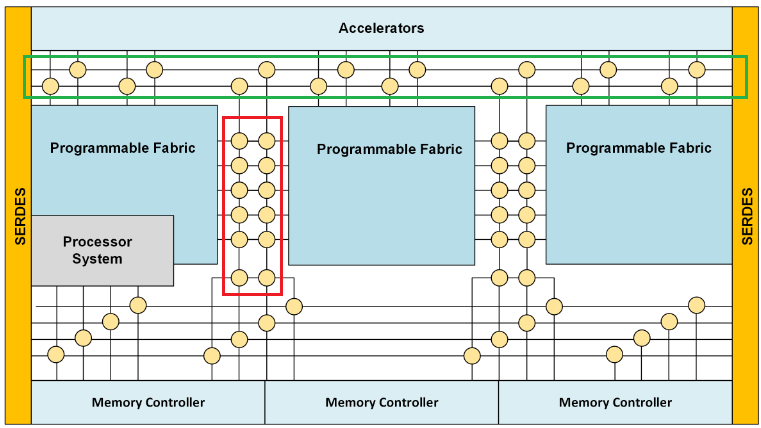 Accelerators
SERDES
Programmable Fabric
Programmable Fabric
Programmable Fabric
SERDES
Processor
System
Memory Controller
Memory Controller
Memory Controller